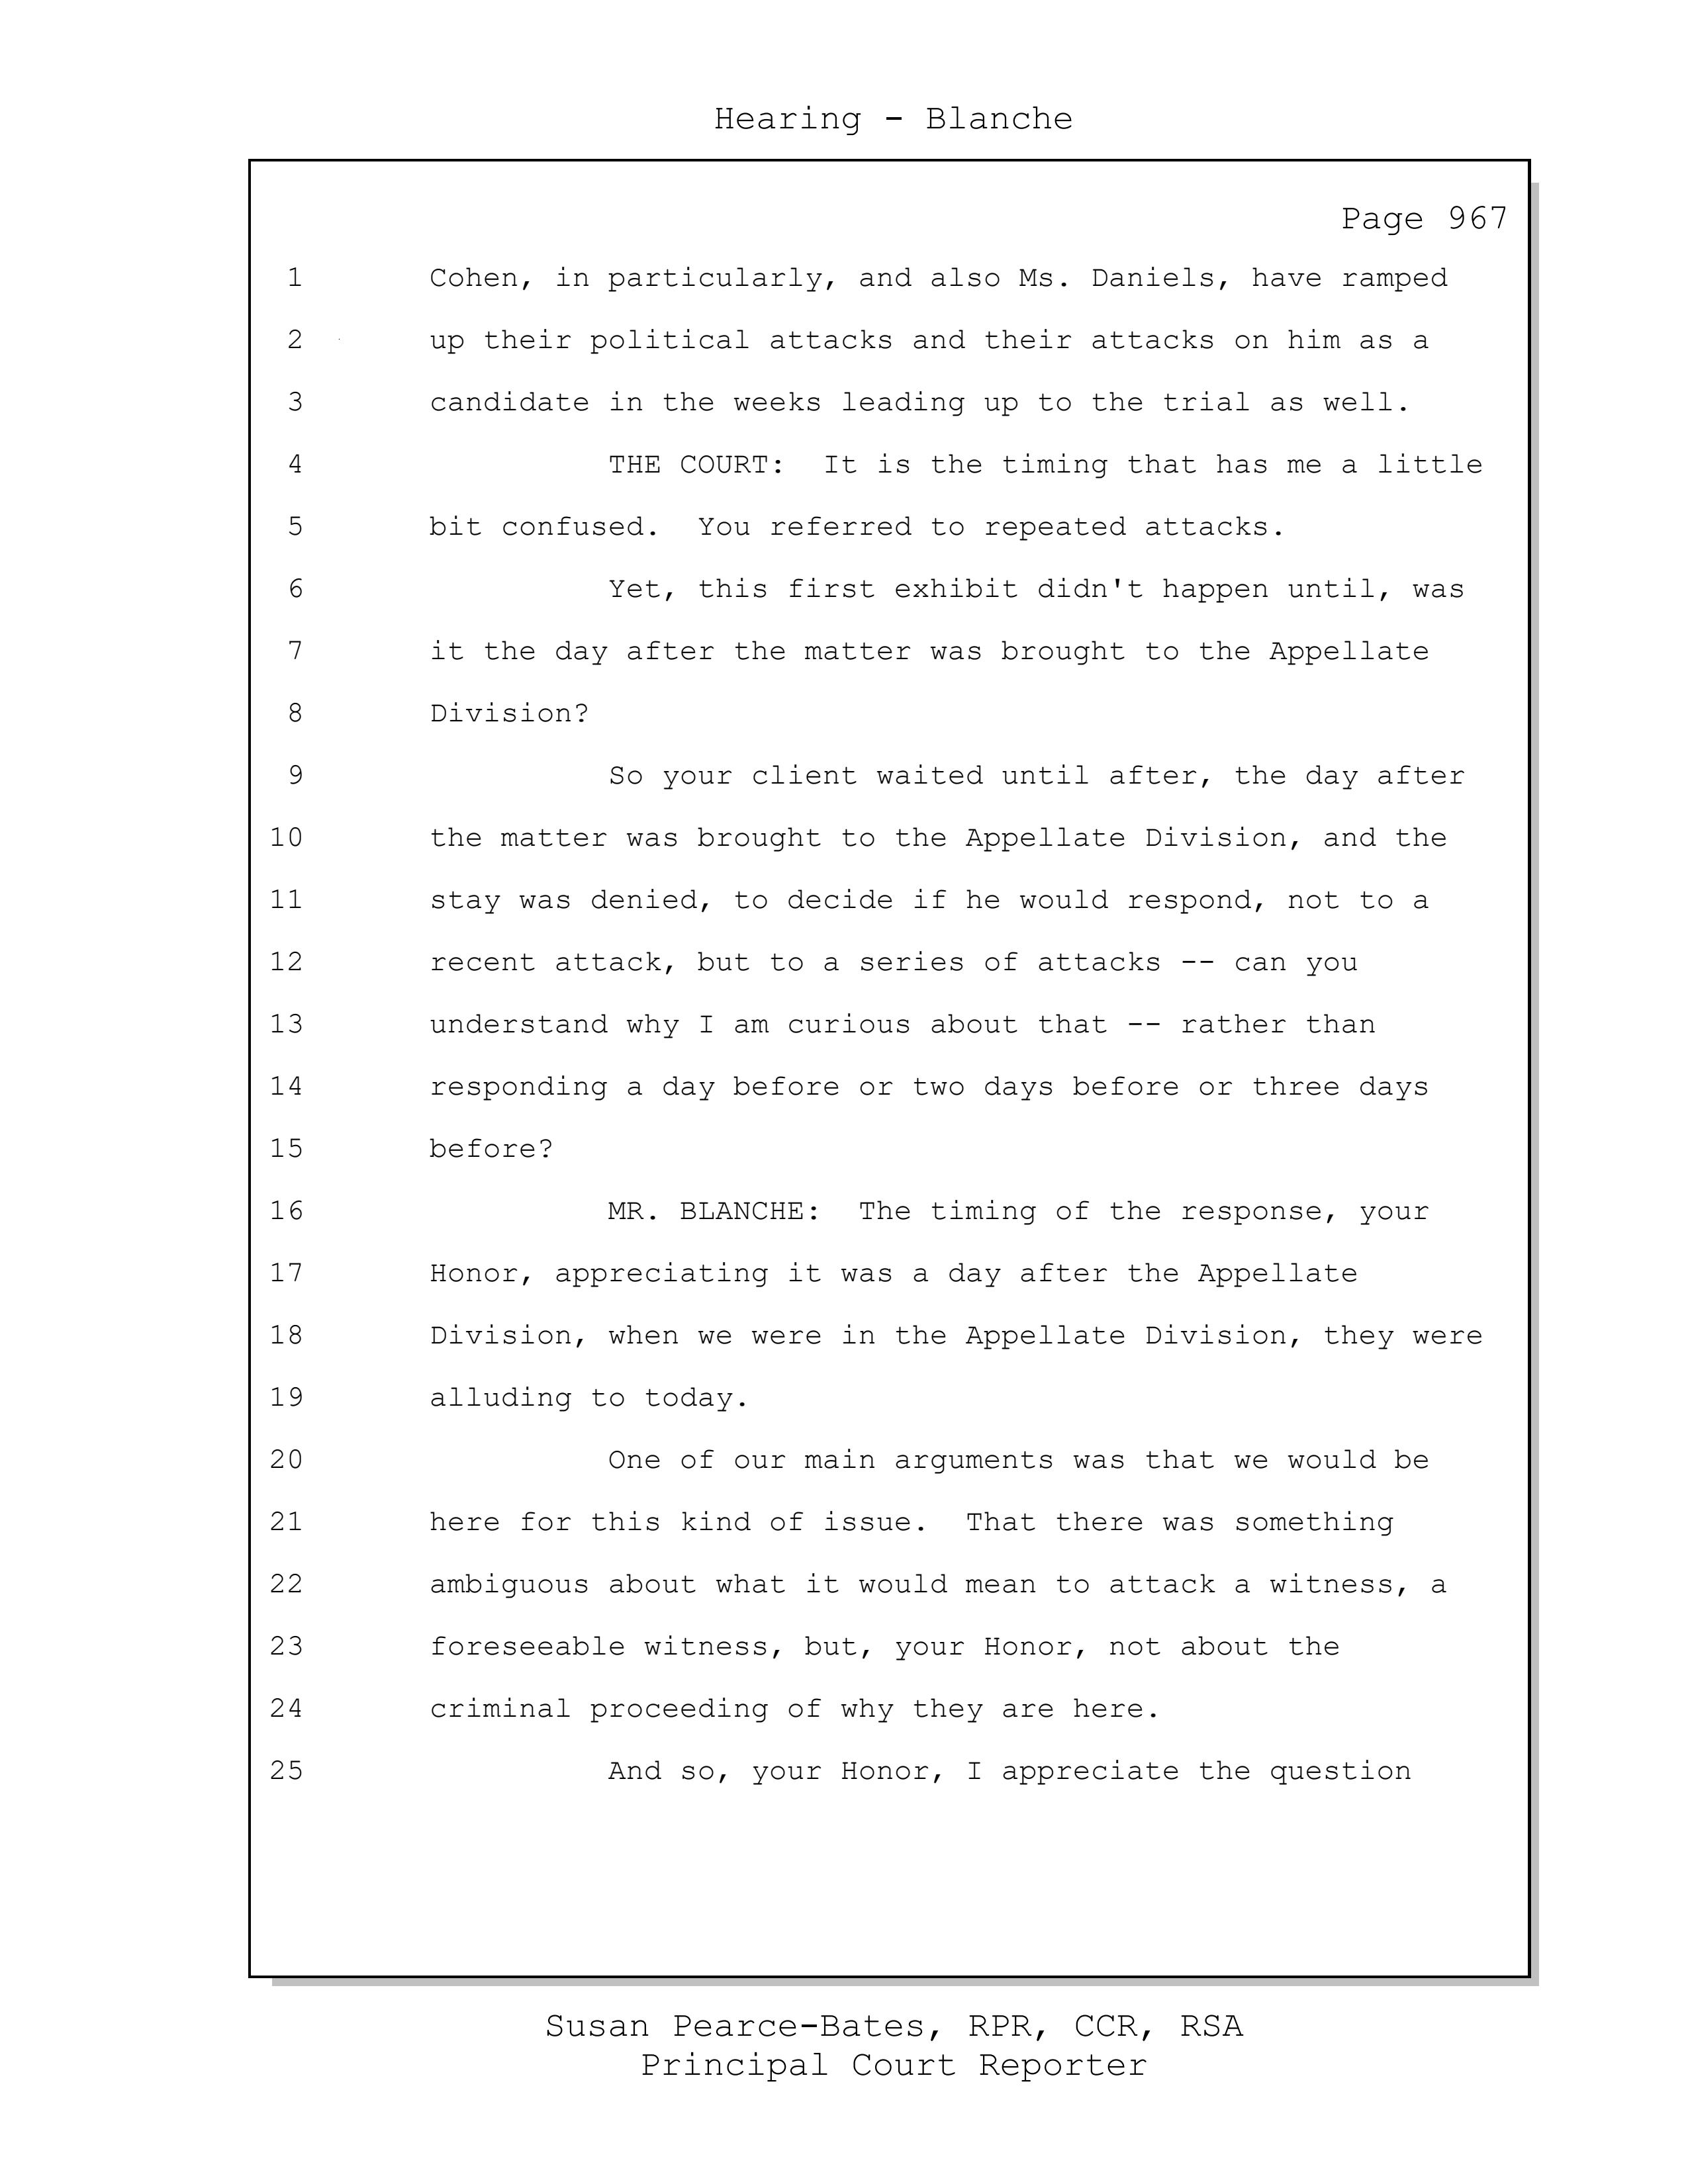 Hearing - Blanche
Page 967
1 Cohen, in particularly, and also Ms. Daniels, have ramped
2 up their political attacks and their attacks on him as a
3 candidate in the weeks leading up to the trial as well.
4 THE COURT: It is the timing that has me a little
5 bit confused. You referred to repeated attacks.
6 Yet, this first exhibit didn't happen until, was
7 it the day after the matter was brought to the Appellate
8 Division?
9 So your client waited until after, the day after
10 the matter was brought to the Appellate Division, and the
11 stay was denied, to decide if he would respond, not to a
12 recent attack, but to a series of attacks -- can you
13 understand why I am curious about that -- rather than
14 responding a day before or two days before or three days
15 before?
16 MR. BLANCHE: The timing of the response, your
17 Honor, appreciating it was a day after the Appellate
18 Division, when we were in the Appellate Division, they were
19 alluding to today.
20 One of our main arguments was that we would be
21 here for this kind of issue. That there was something
22 ambiguous about what it would mean to attack a witness, a
23 foreseeable witness, but, your Honor, not about the
24 criminal proceeding of why they are here.
25 And so, your Honor, I appreciate the question
Susan Pearce-Bates, RPR, CCR, RSA
Principal Court Reporter